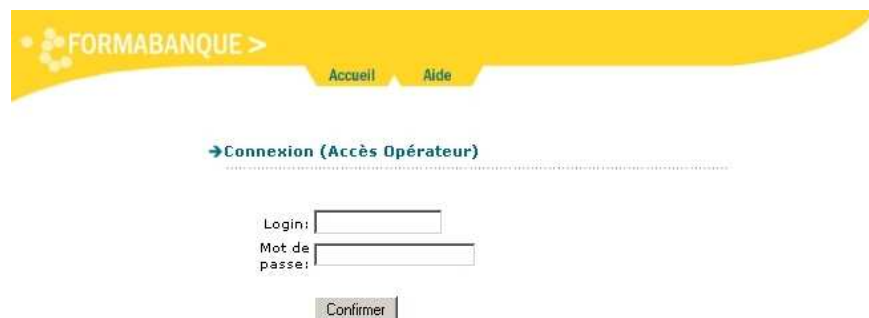 FORMABANQUE >
Accueil Aide
➔Connexion (Accès Opérateur)
Login:
Mot de
passe:
Confirmer